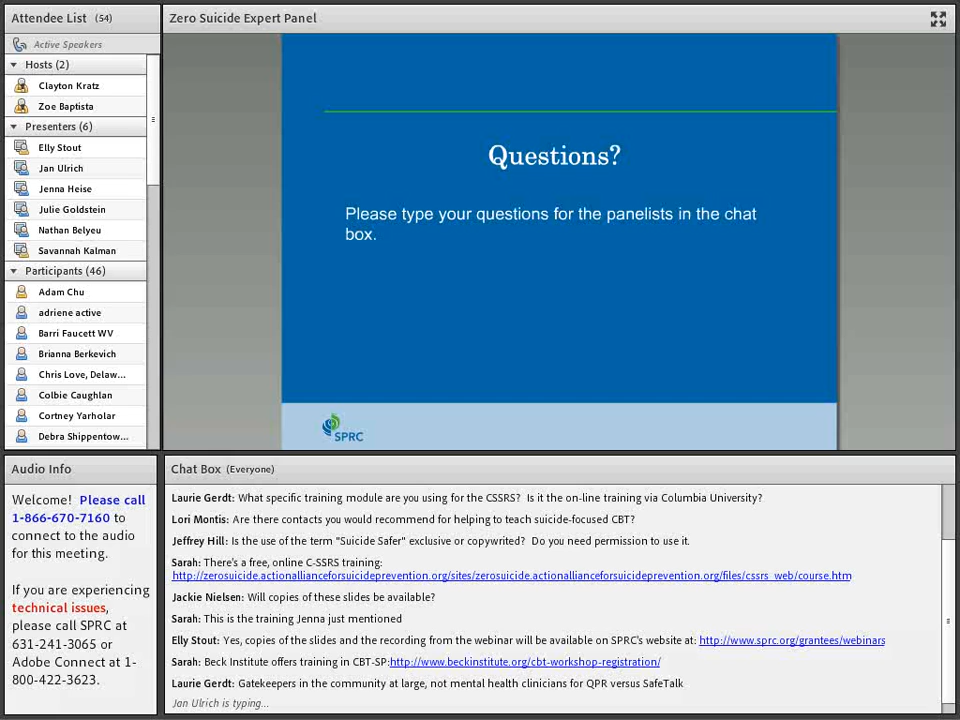 Attendee List (54)
Active Speakers
Hosts (2)
Clayton Kratz
Zoe Baptista
Presenters (6)
Elly Stout
Jan Ulrich
Jenna Heise
Julie Goldstein
Nathan Belyeu
Savannah Kalman
Participants (46)
Adam Chu
adriene active
Barri Faucett WV
Brianna Berkevich
Chris Love, Delaw...
Colbie Caughlan
Cortney Yarholar
Debra Shippentow...
Zero Suicide Expert Panel
Questions?
Please type your questions for the panelists in the chat
box.
SPRC
Audio Info
Welcome! Please call
1-866-670-7160 to
connect to the audio
for this meeting.
If you are experiencing
technical issues,
please call SPRC at
631-241-3065 or
Adobe Connect at 1-
800-422-3623.
Chat Box (Everyone)
Laurie Gerdt: What specific training module are you using for the CSSRS? Is it the on-line training via Columbia University?
Lori Montis: Are there contacts you would recommend for helping to teach suicide-focused CBT?
Jeffrey Hill: Is the use of the term "Suicide Safer" exclusive or copywrited? Do you need permission to use it.
Sarah: There's a free, online C-SSRS training:
http://zerosuicide.actionallianceforsuicideprevention.org/sites/zerosuicide.actionallianceforsuicideprevention.org/files/cssrs_web/course.htm
Jackie Nielsen: Will copies of these slides be available?
Sarah: This is the training Jenna just mentioned
Elly Stout: Yes, copies of the slides and the recording from the webinar will be available on SPRC's website at: http://www.sprc.org/grantees/webinars
Sarah: Beck Institute offers training in CBT-SP:http://www.beckinstitute.org/cbt-workshop-registration/
Laurie Gerdt: Gatekeepers in the community at large, not mental health clinicians for QPR versus SafeTalk
Jan Ulrich is typing...